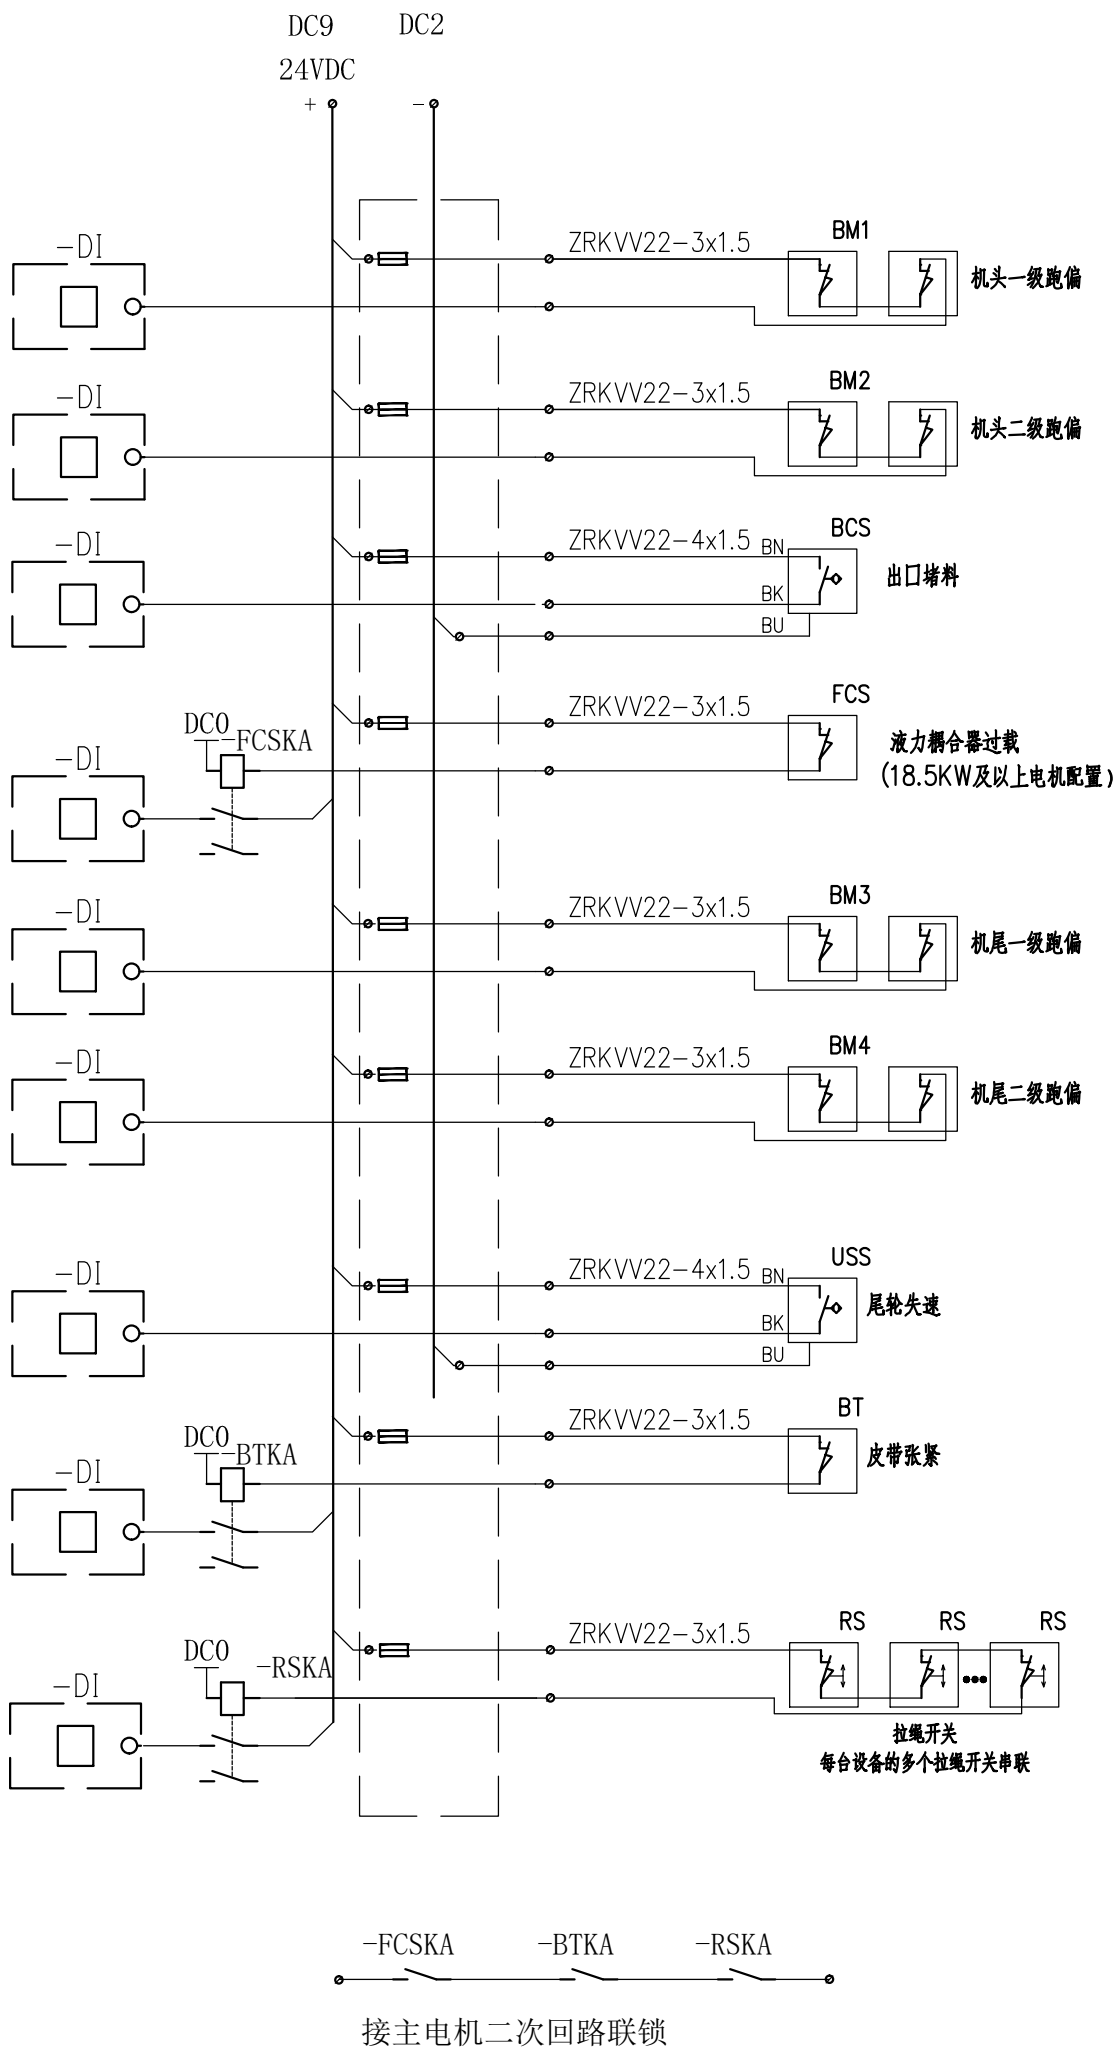 DC9 DC2
24VDC
+ -
ZRKVV22-3x1.5 BM1
-DI
机头一级跑偏
ZRKVV22-3x1.5 BM2
-DI
机头二级跑偏
ZRKVV22-4x1.5 BCS
-DI
BN
出口堵料
BK
BU
ZRKVV22-3x1.5 FCS
DC0 -FCSKA
液力耦合器过载
-DI
(18.5KW及以上电机配置)
ZRKVV22-3x1.5 BM3
-DI
机尾一级跑偏
ZRKVV22-3x1.5 BM4
-DI
机尾二级跑偏
ZRKVV22-4x1.5 USS
-DI
BN
尾轮失速
BK
BU
ZRKVV22-3x1.5 BT
DC0 -BTKA
皮带张紧
-DI
ZRKVV22-3x1.5 RS RS RS
DC0 -RSKA
-DI
拉绳开关
每台设备的多个拉绳开关串联
-FCSKA -BTKA -RSKA
接主电机二次回路联锁